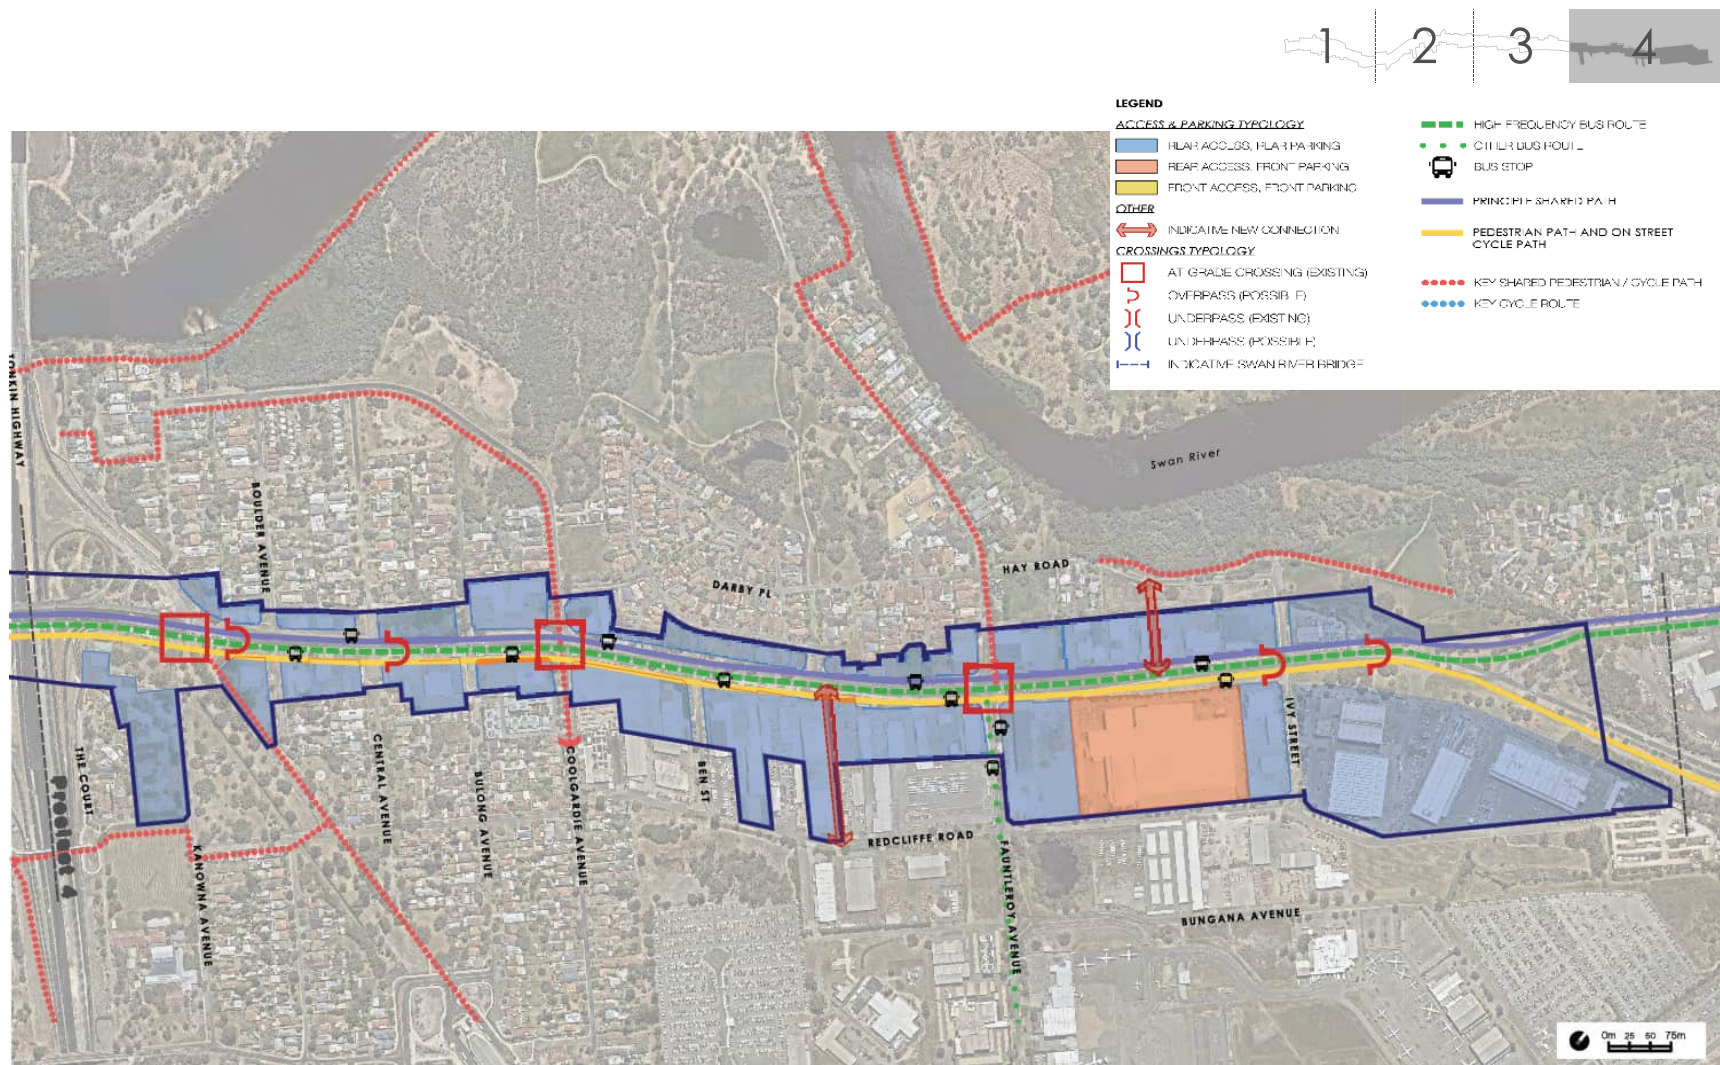 1 2 3 4
LEGEND
ACCESS & PARKING TYPOLOGY
REAR ACCESS, REAR PARKING
REAR ACCESS, FRONT PARKING
FRONT ACCESS, FRONT PARKING
OTHER
INDICATIVE NEW CONNECTION
CROSSINGS TYPOLOGY
AT GRADE CROSSING (EXISTING)
OVERPASS (POSSIBLE)
UNDERPASS (EXISTING)
UNDERPASS (POSSIBLE)
INDICATIVE SWAN RIVER BRIDGE
HIGH FREQUENCY BUS ROUTE
OTHER BUS ROUTE
BUS STOP
PRINCIPLE SHARED PATH
PEDESTRIAN PATH AND ON STREET
CYCLE PATH
KEY SHARED PEDESTRIAN / CYCLE PATH
KEY CYCLE ROUTE
TONKIN HIGHWAY
Swan River
BOULDER AVENUE
DARBY PL
HAY ROAD
THE COURT
Precinct 4
KANOWNA AVENUE
CENTRAL AVENUE
BULONG AVENUE
COOLGARDIE AVENUE
BEN ST
REDCLIFFE ROAD
FAUNTLEROY AVENUE
IVY STREET
BUNGANA AVENUE
0m 25 50 75m